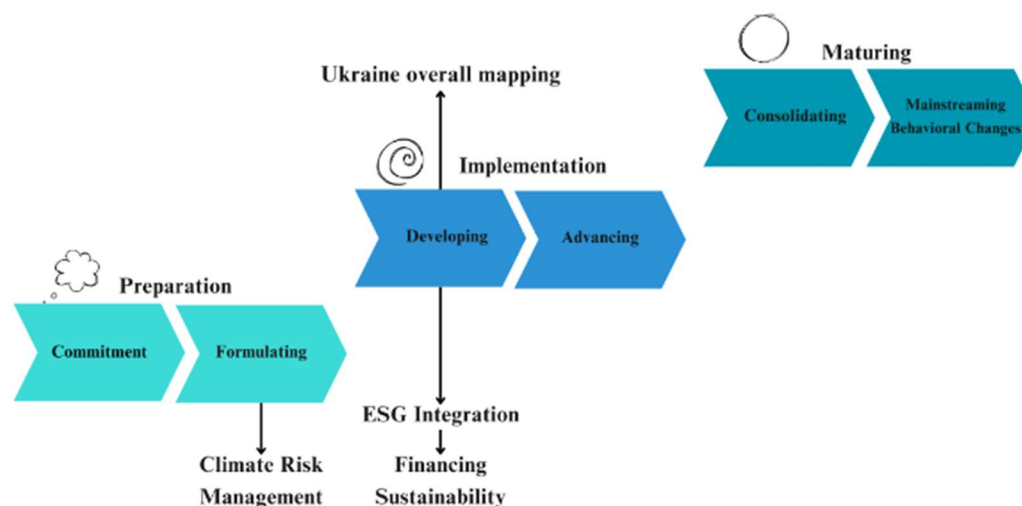 Maturing
Ukraine overall mapping
Consolidating
Mainstreaming
Behavioral Changes
Implementation
Developing
Advancing
Preparation
Commitment
Formulating
ESG Integration
Climate Risk
Management
Financing
Sustainability